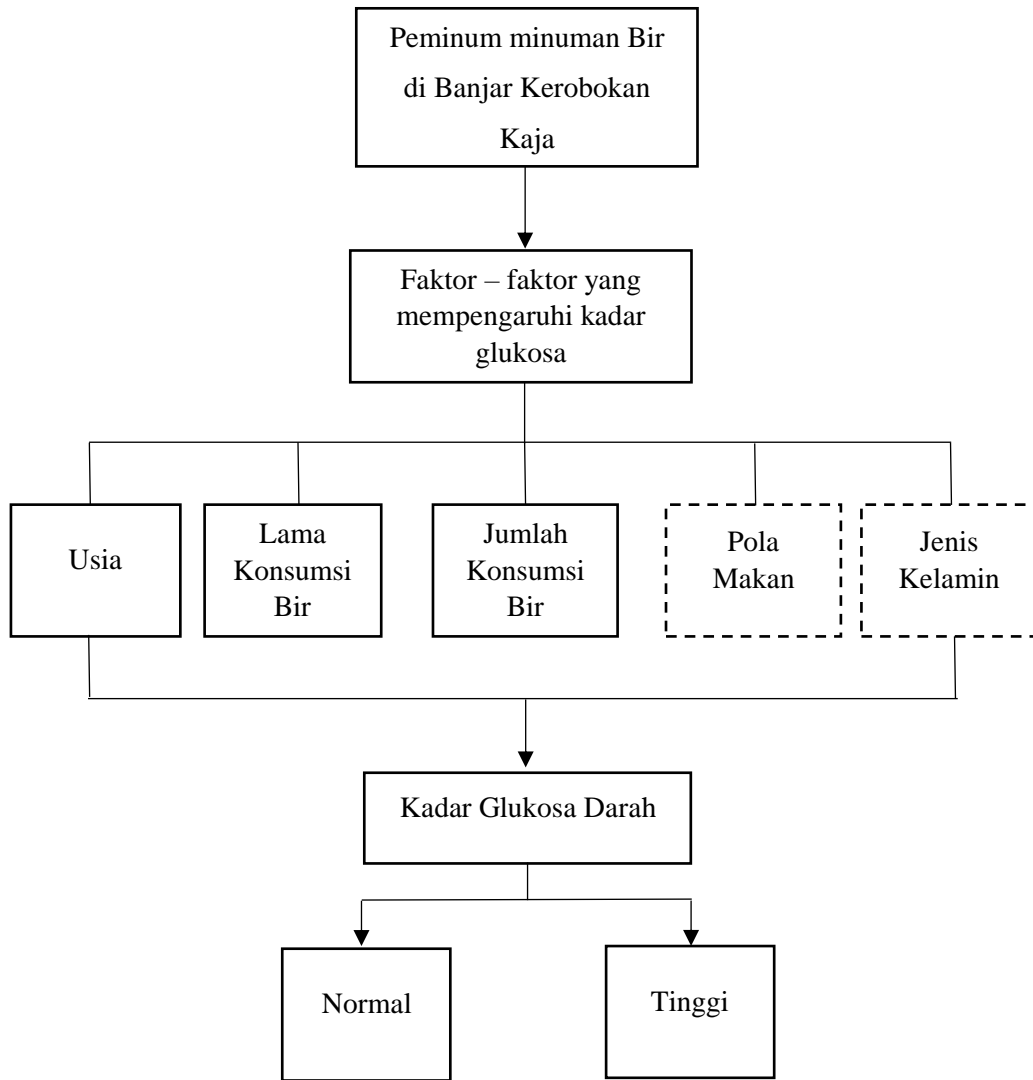 Peminum minuman Bir
di Banjar Kerobokan
Kaja
Faktor – faktor yang
mempengaruhi kadar
glukosa
Usia
Lama
Konsumsi
Bir
Jumlah
Konsumsi
Bir
Pola
Makan
Jenis
Kelamin
Kadar Glukosa Darah
Normal
Tinggi